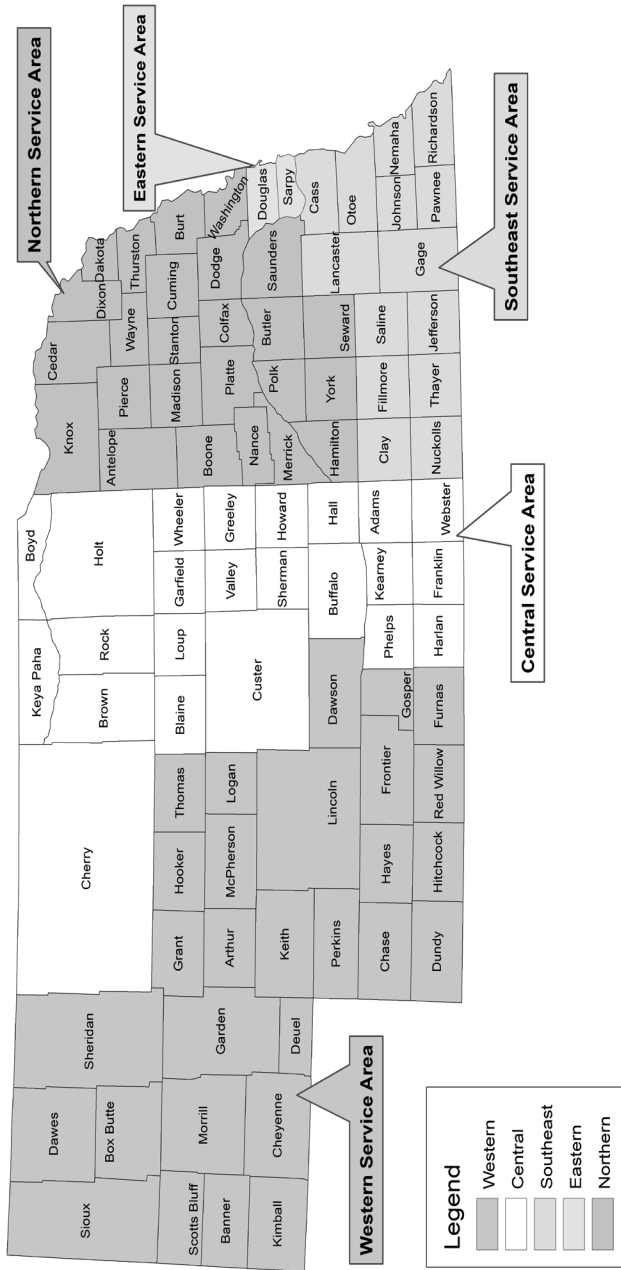 Northern Service Area
Eastern Service Area
Southeast Service Area
Central Service Area
Western Service Area
Sioux
Dawes
Box Butte
Sheridan
Scotts Bluff
Banner
Kimball
Morrill
Cheyenne
Garden
Deuel
Cherry
Keya Paha
Boyd
Brown
Rock
Holt
Knox
Cedar
Dixon
Dakota
Antelope
Pierce
Wayne
Thurston
Grant
Hooker
Thomas
Blaine
Loup
Garfield
Wheeler
Boone
Madison
Stanton
Cuming
Burt
Arthur
McPherson
Logan
Custer
Valley
Greeley
Nance
Platte
Colfax
Dodge
Washington
Keith
Lincoln
Sherman
Howard
Merrick
Polk
Butler
Saunders
Douglas
Sarpy
Perkins
Dawson
Buffalo
Hall
Hamilton
York
Seward
Lancaster
Cass
Otoe
Chase
Hayes
Frontier
Gosper
Phelps
Kearney
Adams
Clay
Fillmore
Saline
Gage
Johnson
Nemaha
Dundy
Hitchcock
Red Willow
Furnas
Harlan
Franklin
Webster
Nuckolls
Thayer
Jefferson
Pawnee
Richardson
Legend
Western
Central
Southeast
Eastern
Northern